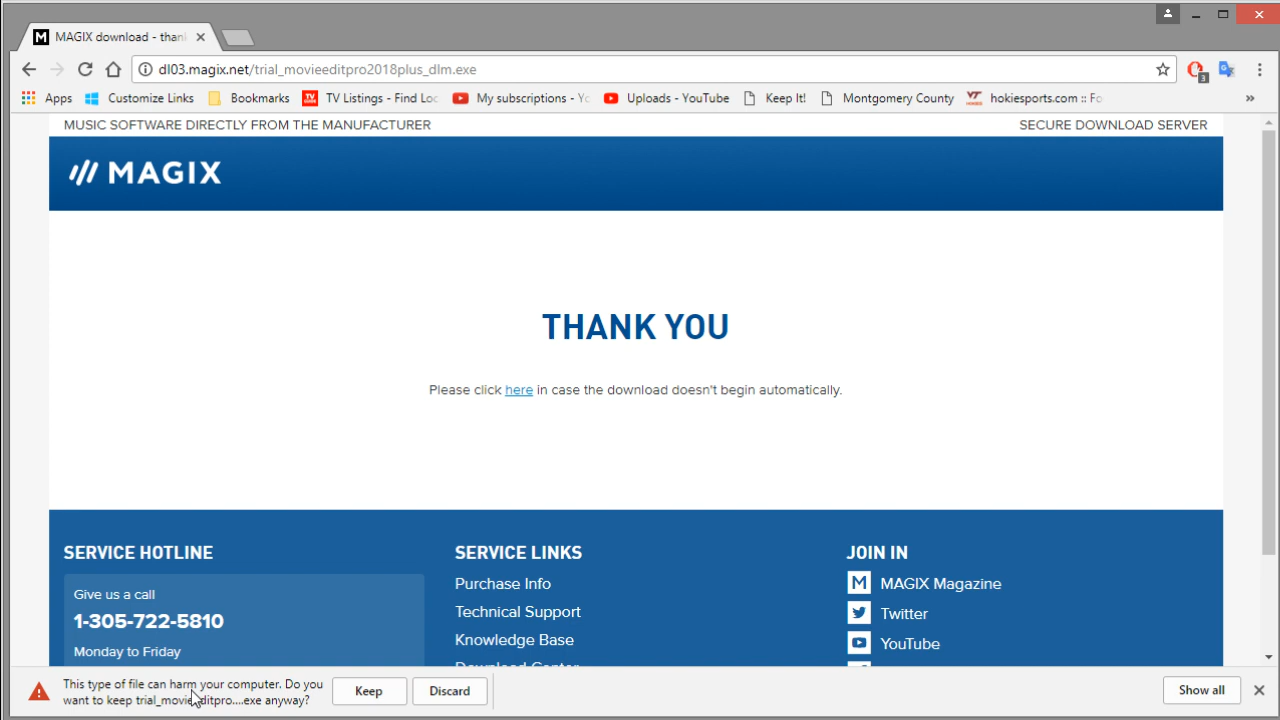 MAGIX download - than
dl03.magix.net/trial_movieeditpro2018plus_dlm.exe
3
Apps Customize Links Bookmarks TV Listings - Find Loc My subscriptions - Yo Uploads - YouTube Keep It! Montgomery County hokiesports.com :: Fo »
MUSIC SOFTWARE DIRECTLY FROM THE MANUFACTURER SECURE DOWNLOAD SERVER
MAGIX
THANK YOU
Please click here in case the download doesn't begin automatically.
SERVICE HOTLINE
Give us a call
1-305-722-5810
Monday to Friday
SERVICE LINKS
Purchase Info
Technical Support
Knowledge Base
Download Center
JOIN IN
MAGIX Magazine
Twitter
YouTube
This type of file can harm your computer. Do you
want to keep trial_movieeditpro....exe anyway?
Keep Discard Show all